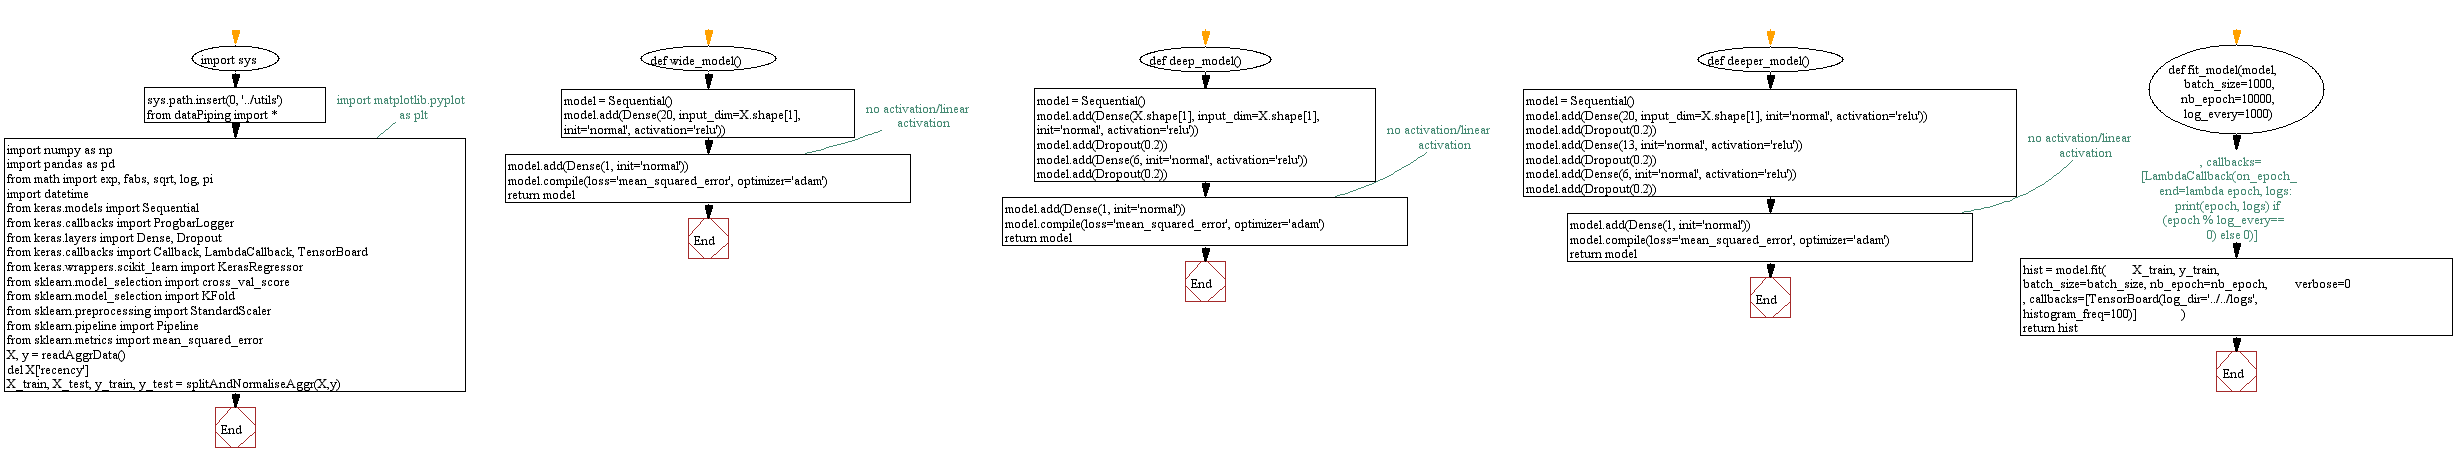 import sys
sys.path.insert(0, '../utils')
from dataPiping import *
import matplotlib.pyplot
as plt
import numpy as np
import pandas as pd
from math import exp, fabs, sqrt, log, pi
import datetime
from keras.models import Sequential
from keras.callbacks import ProgbarLogger
from keras.layers import Dense, Dropout
from keras.callbacks import Callback, LambdaCallback, TensorBoard
from keras.wrappers.scikit_learn import KerasRegressor
from sklearn.model_selection import cross_val_score
from sklearn.model_selection import KFold
from sklearn.preprocessing import StandardScaler
from sklearn.pipeline import Pipeline
from sklearn.metrics import mean_squared_error
X, y = readAggrData()
del X['recency']
X_train, X_test, y_train, y_test = splitAndNormaliseAggr(X,y)
End
def wide_model()
model = Sequential()
model.add(Dense(20, input_dim=X.shape[1],
init='normal', activation='relu'))
no activation/linear
activation
model.add(Dense(1, init='normal'))
model.compile(loss='mean_squared_error', optimizer='adam')
return model
End
def deep_model()
model = Sequential()
model.add(Dense(X.shape[1], input_dim=X.shape[1],
init='normal', activation='relu'))
model.add(Dropout(0.2))
model.add(Dense(6, init='normal', activation='relu'))
model.add(Dropout(0.2))
no activation/linear
activation
model.add(Dense(1, init='normal'))
model.compile(loss='mean_squared_error', optimizer='adam')
return model
End
def deeper_model()
model = Sequential()
model.add(Dense(20, input_dim=X.shape[1], init='normal', activation='relu'))
model.add(Dropout(0.2))
model.add(Dense(13, init='normal', activation='relu'))
model.add(Dropout(0.2))
model.add(Dense(6, init='normal', activation='relu'))
model.add(Dropout(0.2))
no activation/linear
activation
model.add(Dense(1, init='normal'))
model.compile(loss='mean_squared_error', optimizer='adam')
return model
End
def fit_model(model,
batch_size=1000,
nb_epoch=10000,
log_every=1000)
, callbacks=
[LambdaCallback(on_epoch_
end=lambda epoch, logs:
print(epoch, logs) if
(epoch % log_every==
0) else 0)]
hist = model.fit( X_train, y_train,
batch_size=batch_size, nb_epoch=nb_epoch, verbose=0
, callbacks=[TensorBoard(log_dir='../../logs',
histogram_freq=100)] )
return hist
End